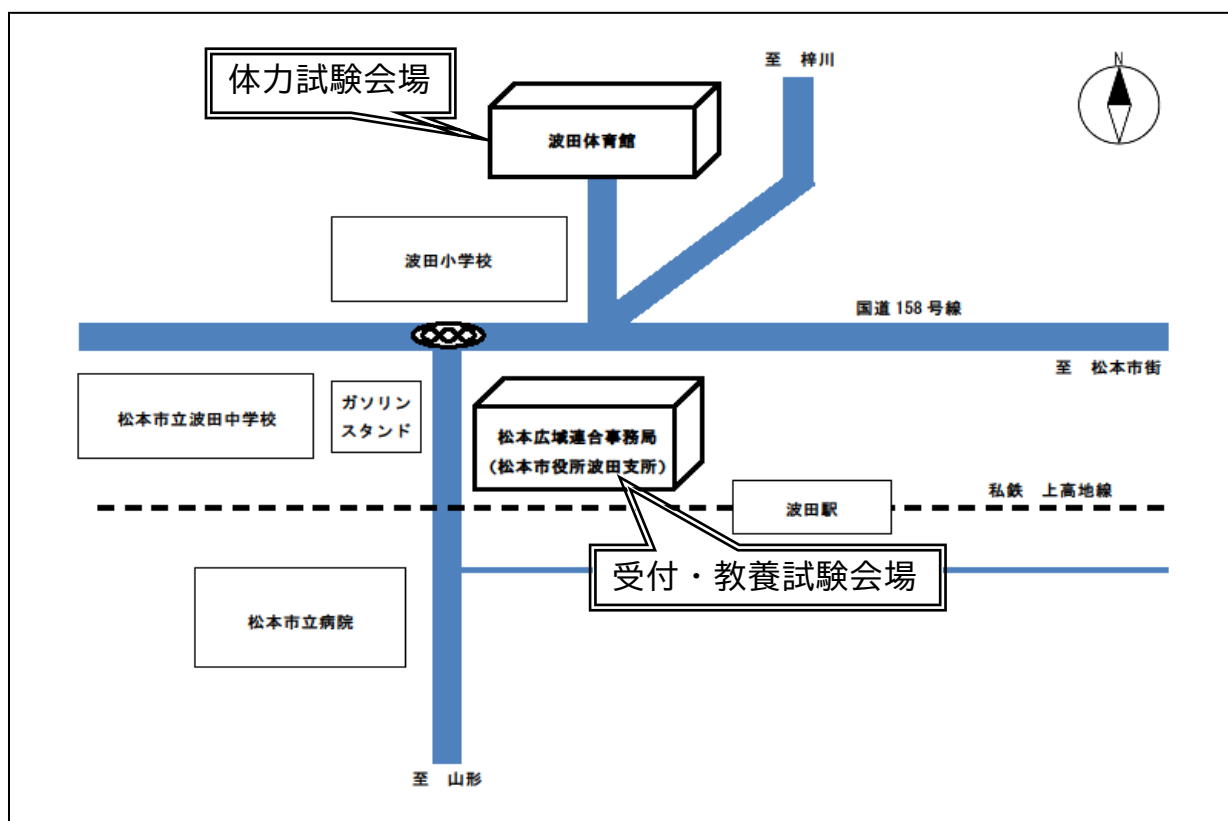 体力試験会場
至 梓川
N
波田体育館
波田小学校
国道158号線
至 松本市街
松本市立波田中学校
ガソリン
スタンド
松本広域連合事務局
(松本市役所波田支所)
私鉄 上高地線
波田駅
受付・教養試験会場
松本市立病院
至 山形